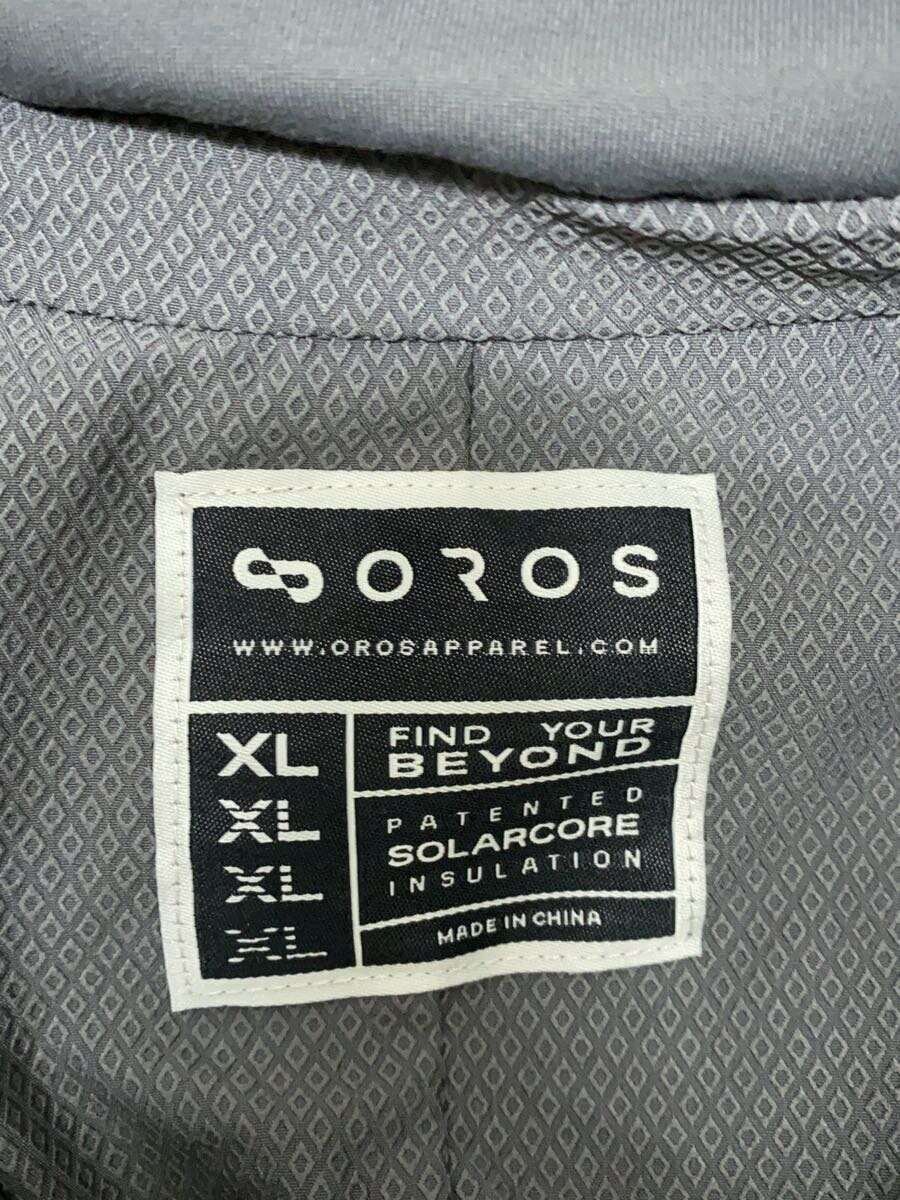 OROS
WWW.OROSAPPAREL.COM
XL
XL
XL
XL
FIND YOUR
BEYOND
PATENTED
SOLARCORE
INSULATION
MADE IN CHINA